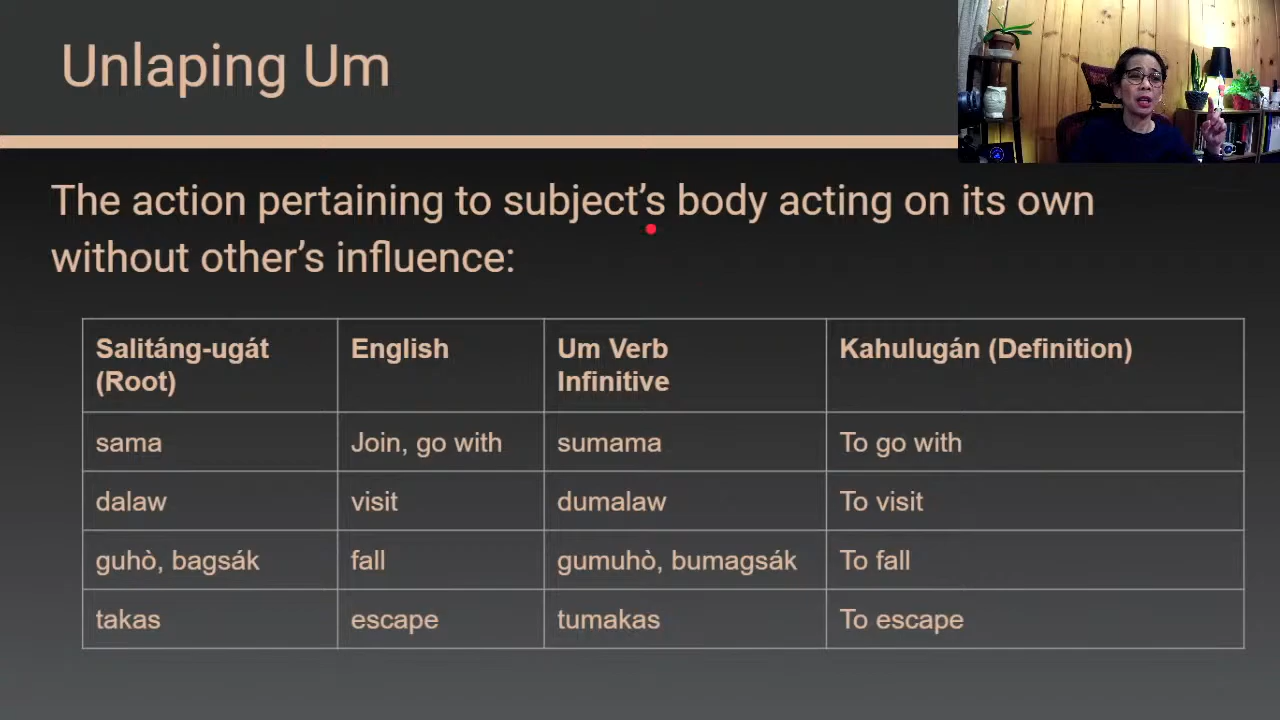 Unlaping Um
The action pertaining to subject’s body acting on its own
without other’s influence:
Salitáng-ugát
(Root)
English
Um Verb
Infinitive
Kahulugán (Definition)
sama
Join, go with
sumama
To go with
dalaw
visit
dumalaw
To visit
guhò, bagsák
fall
gumuhò, bumagsák
To fall
takas
escape
tumakas
To escape